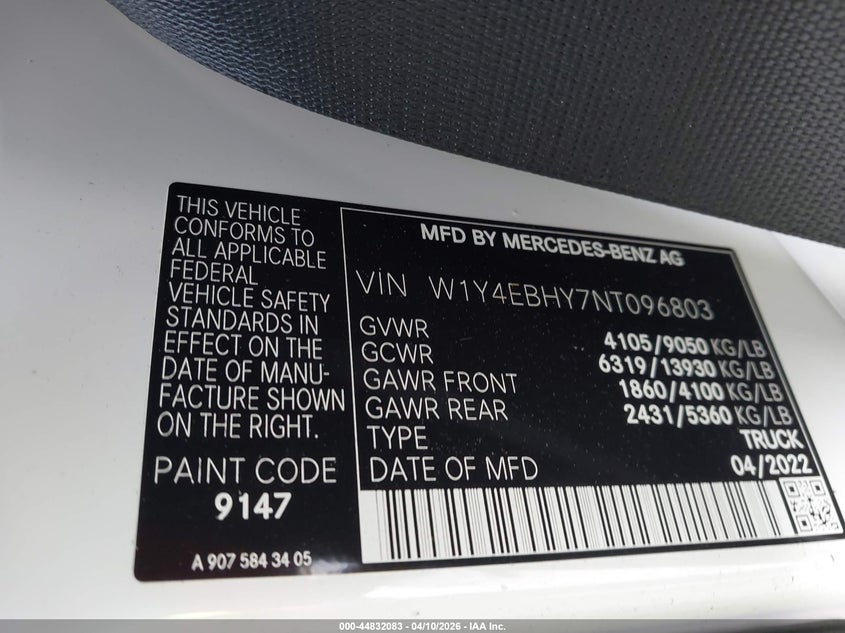 THIS VEHICLE
CONFORMS TO
ALL APPLICABLE
FEDERAL
VEHICLE SAFETY
STANDARDS IN
EFFECT ON THE
DATE OF MANU-
FACTURE SHOWN
ON THE RIGHT.
PAINT CODE
9147
A 907 584 34 05
MFD BY MERCEDES-BENZ AG
VIN W1Y4EBHY7NT096803
GVWR 4105/9050 KG/LB
GCWR 6319/13930 KG/LB
GAWR FRONT 1860/4100 KG/LB
GAWR REAR 2431/5360 KG/LB
TYPE TRUCK
DATE OF MFD 04/2022
000-44832083 - 04/10/2026 - IAA Inc.